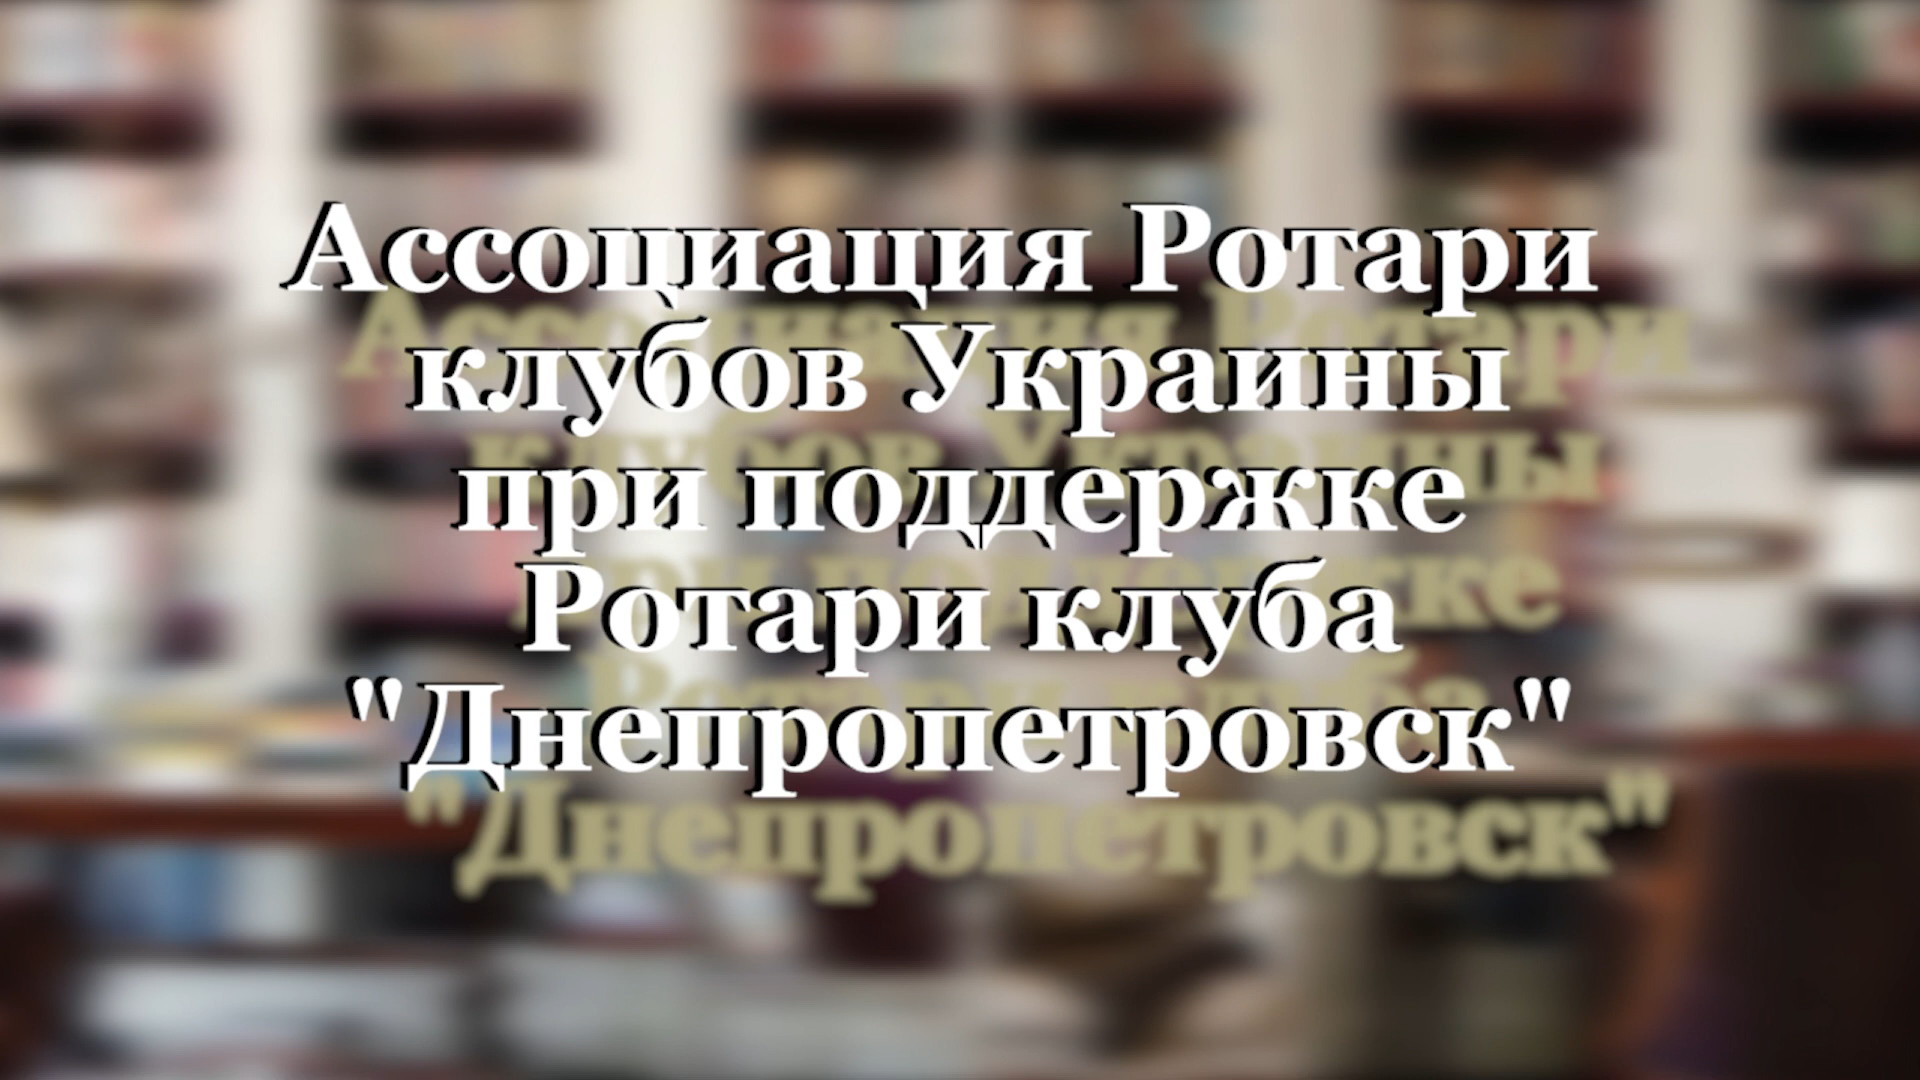 Ассоциация Ротари
клубов Украины
при поддержке
Ротари клуба
"Днепропетровск"